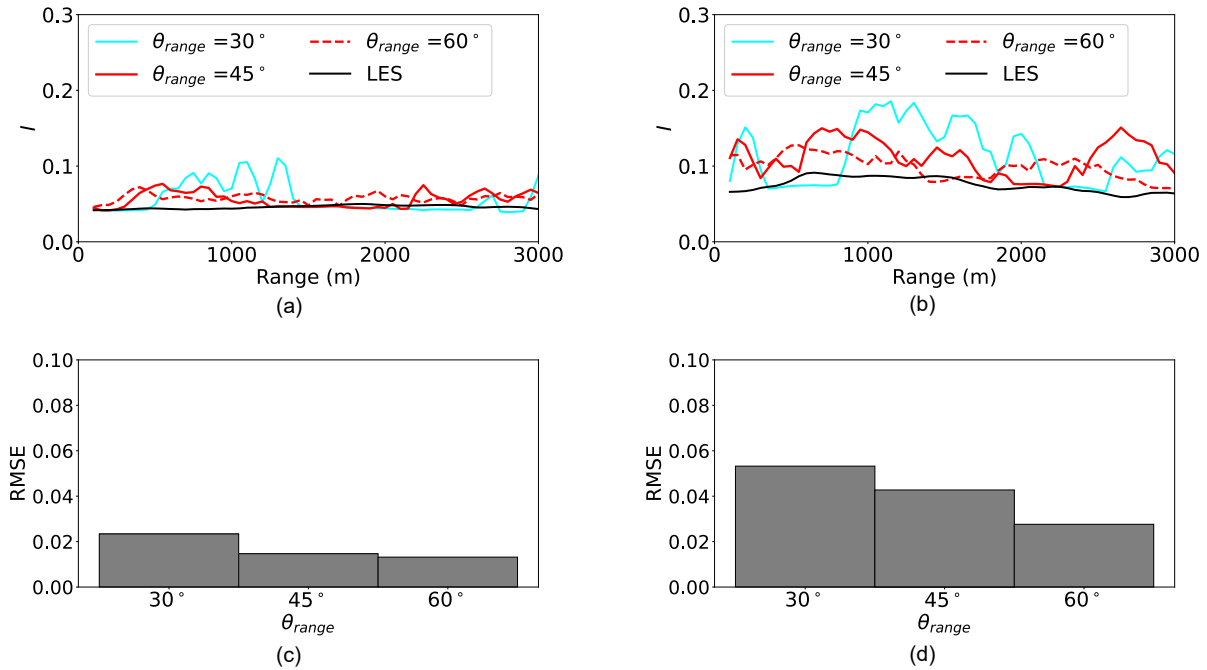 0.3
0.2
0.1
0.0
I
θrange =30°
θrange =45°
θrange =60°
LES
0 1000 2000 3000
Range (m)
(a)
0.3
0.2
0.1
0.0
I
θrange =30°
θrange =45°
θrange =60°
LES
0 1000 2000 3000
Range (m)
(b)
0.10
0.08
0.06
0.04
0.02
0.00
RMSE
30° 45° 60°
θrange
(c)
0.10
0.08
0.06
0.04
0.02
0.00
RMSE
30° 45° 60°
θrange
(d)